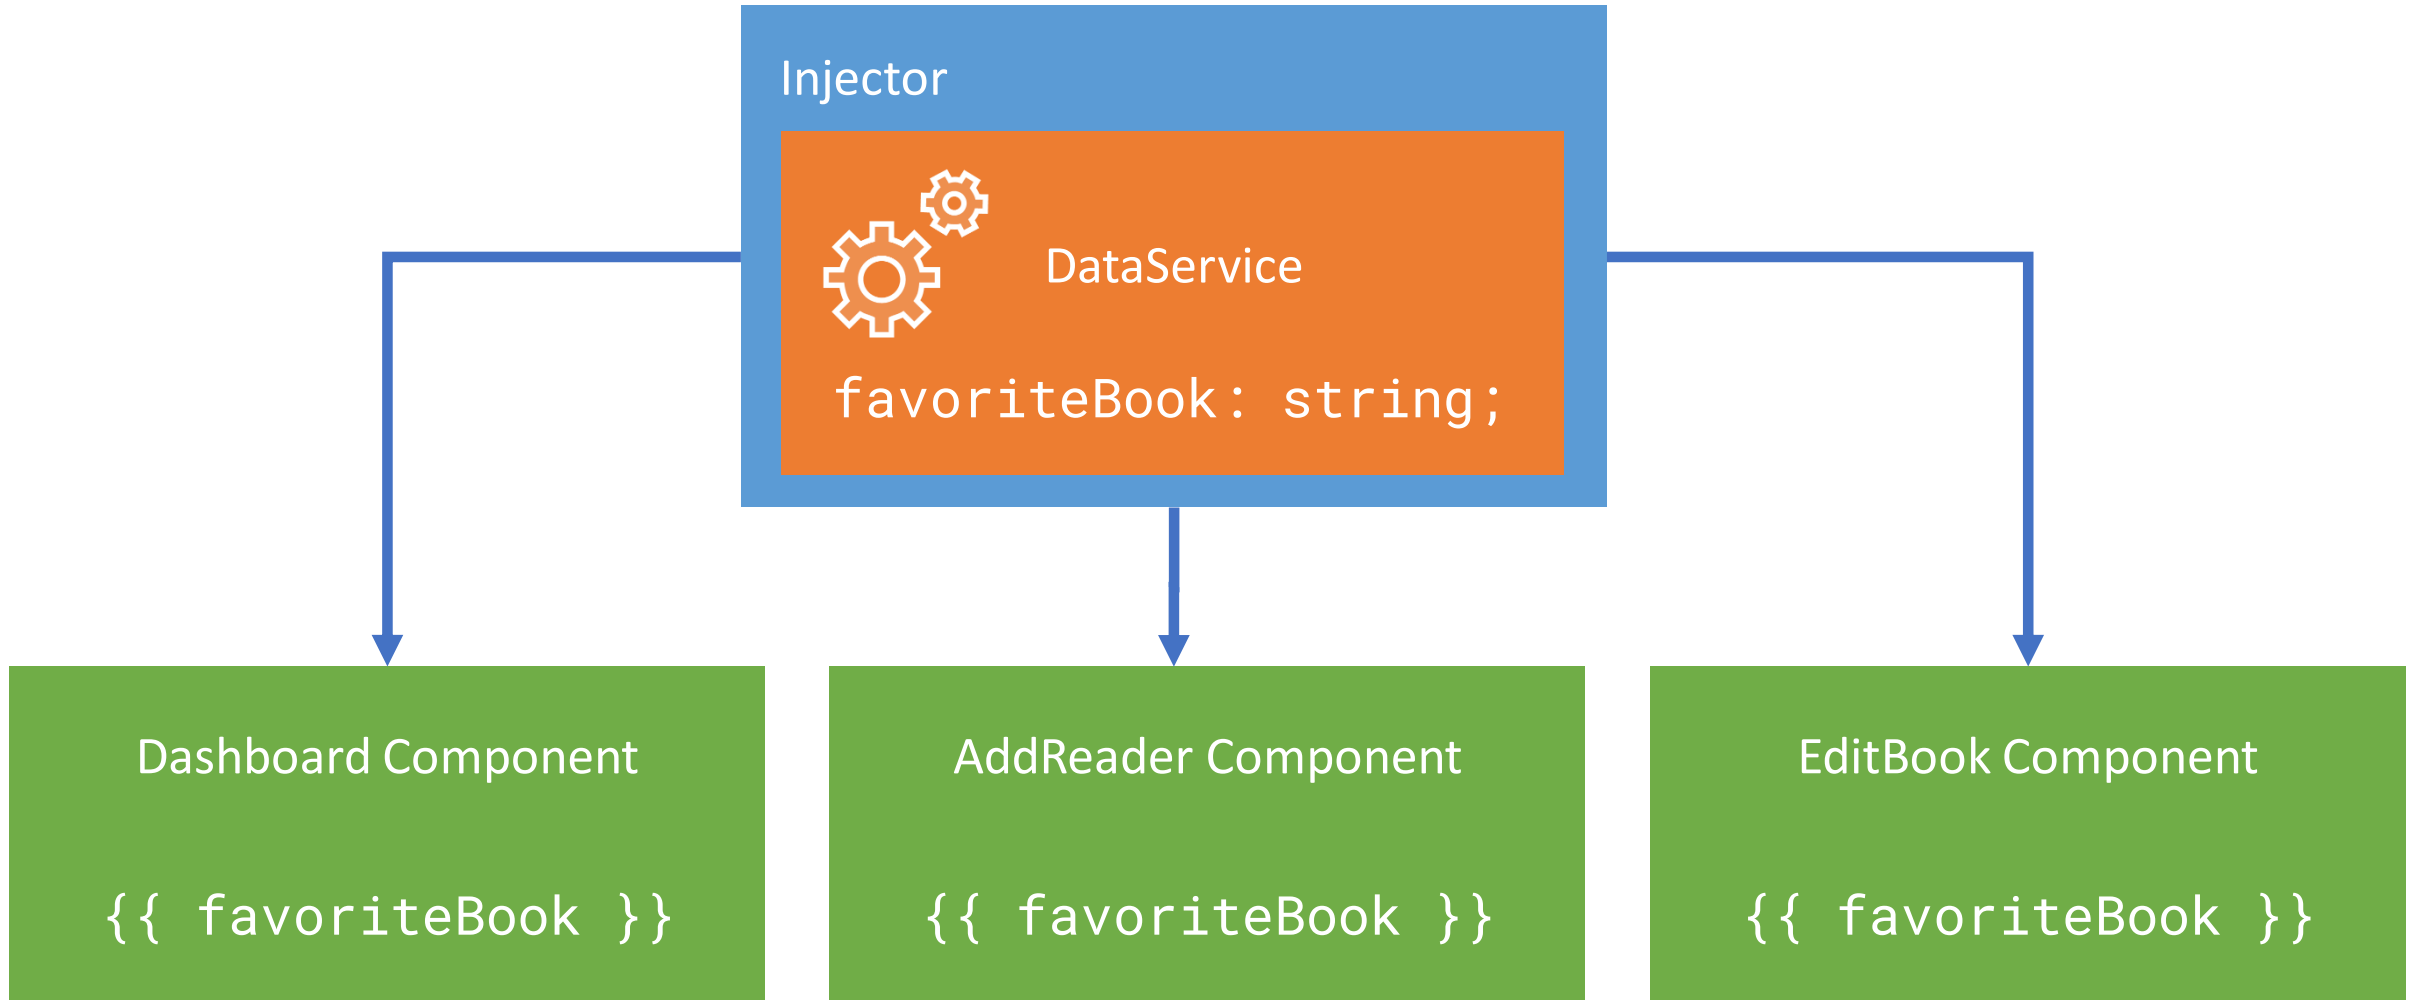 Injector
DataService
favoriteBook: string;
Dashboard Component
{{ favoriteBook }}
AddReader Component
{{ favoriteBook }}
EditBook Component
{{ favoriteBook }}